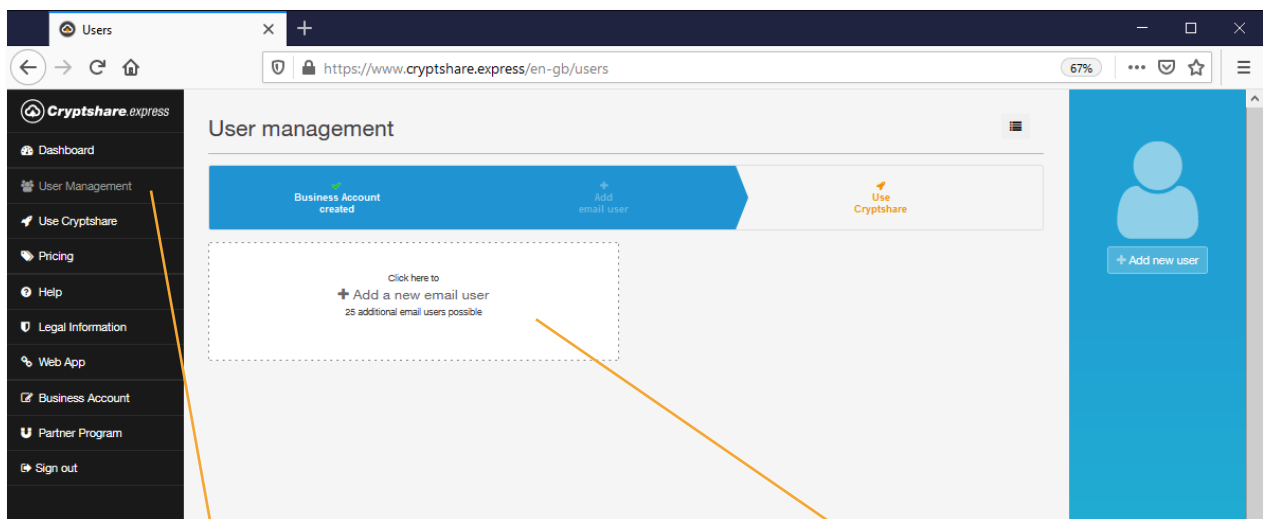 Users
https://www.cryptshare.express/en-gb/users
67%
Cryptshare.express
Dashboard
User Management
Use Cryptshare
Pricing
Help
Legal Information
Web App
Business Account
Partner Program
Sign out
User management
Business Account
created
Add
email user
Use
Cryptshare
Click here to
Add a new email user
25 additional email users possible
Add new user